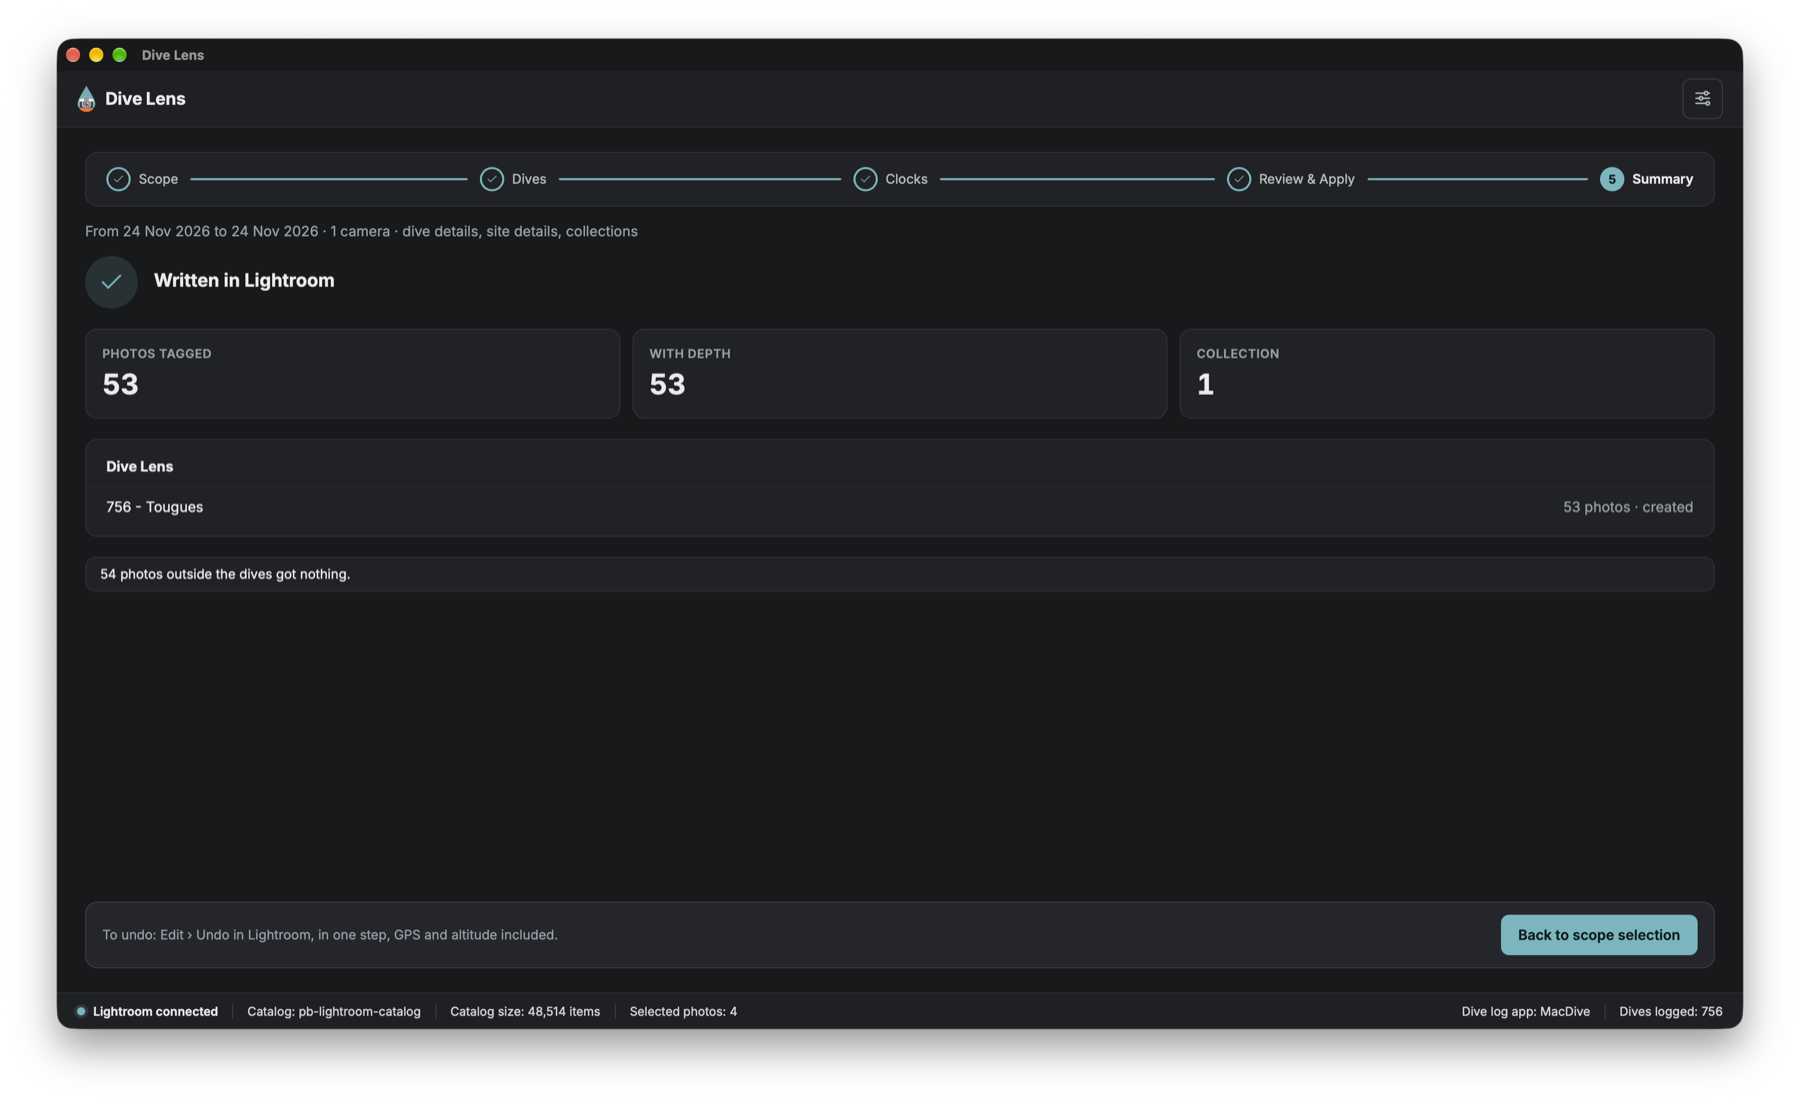 Dive Lens
Dive Lens
Scope
Dives
Clocks
Review & Apply
5 Summary
From 24 Nov 2026 to 24 Nov 2026 · 1 camera · dive details, site details, collections
Written in Lightroom
PHOTOS TAGGED
53
WITH DEPTH
53
COLLECTION
1
Dive Lens
756 - Tougues 53 photos · created
54 photos outside the dives got nothing.
To undo: Edit › Undo in Lightroom, in one step, GPS and altitude included.
Back to scope selection
Lightroom connected Catalog: pb-lightroom-catalog Catalog size: 48,514 items Selected photos: 4 Dive log app: MacDive Dives logged: 756